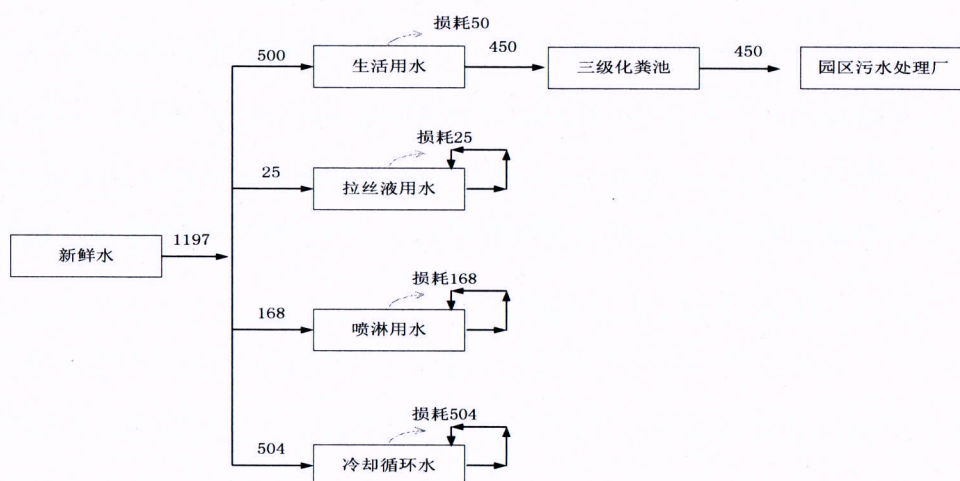 损耗50
500
生活用水
450
三级化粪池
450
园区污水处理厂
损耗25
25
拉丝液用水
新鲜水
1197
损耗168
168
喷淋用水
损耗504
504
冷却循环水